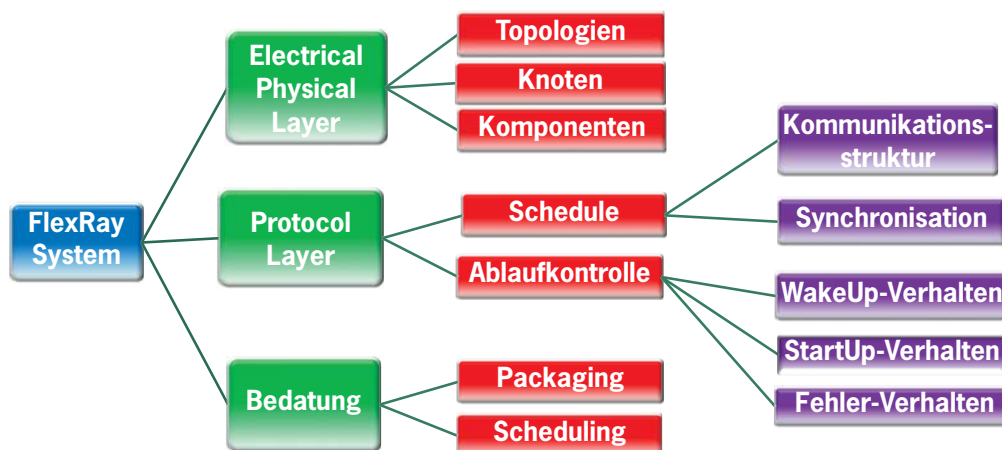 FlexRay
System
Electrical
Physical
Layer
Topologien
Knoten
Komponenten
Protocol
Layer
Schedule
Kommunikations-
struktur
Synchronisation
Ablaufkontrolle
WakeUp-Verhalten
StartUp-Verhalten
Fehler-Verhalten
Bedatung
Packaging
Scheduling